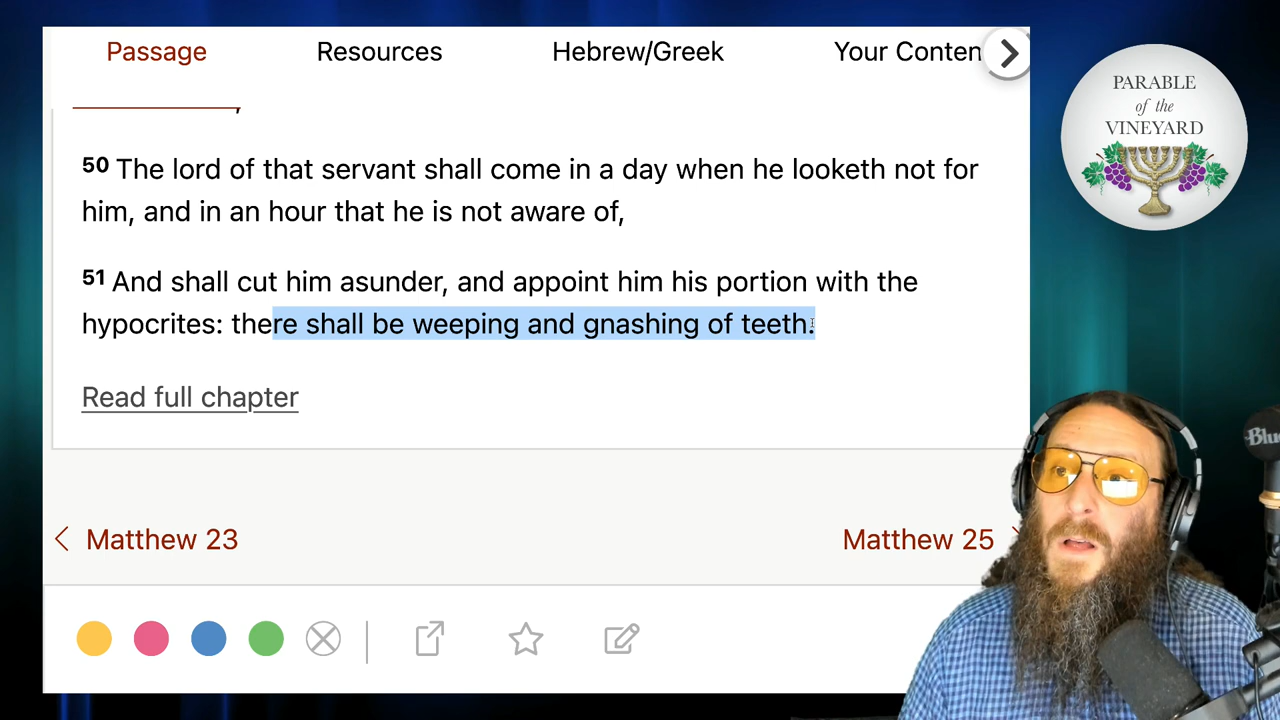 Passage
Resources
Hebrew/Greek
Your Conten
PARABLE
of the
VINEYARD
50 The lord of that servant shall come in a day when he looketh not for
him, and in an hour that he is not aware of,
51 And shall cut him asunder, and appoint him his portion with the
hypocrites: there shall be weeping and gnashing of teeth.
Read full chapter
Matthew 23
Matthew 25
Blu